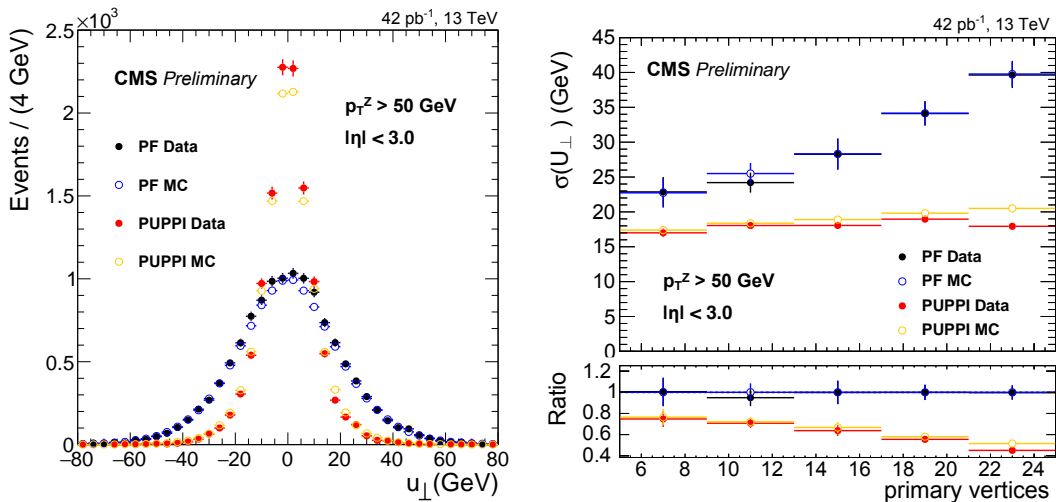 42 pb-1, 13 TeV
×10³
CMS Preliminary
p_T^Z > 50 GeV
|η| < 3.0
PF Data
PF MC
PUPPI Data
PUPPI MC
Events / (4 GeV)
2.5
2
1.5
1
0.5
0
−80 −60 −40 −20 0 20 40 60 80
u⊥(GeV)
42 pb-1, 13 TeV
CMS Preliminary
σ(U⊥) (GeV)
45
40
35
30
25
20
15
10
5
0
p_T^Z > 50 GeV
|η| < 3.0
PF Data
PF MC
PUPPI Data
PUPPI MC
Ratio
1.2
1
0.8
0.6
0.4
6 8 10 12 14 16 18 20 22 24
primary vertices